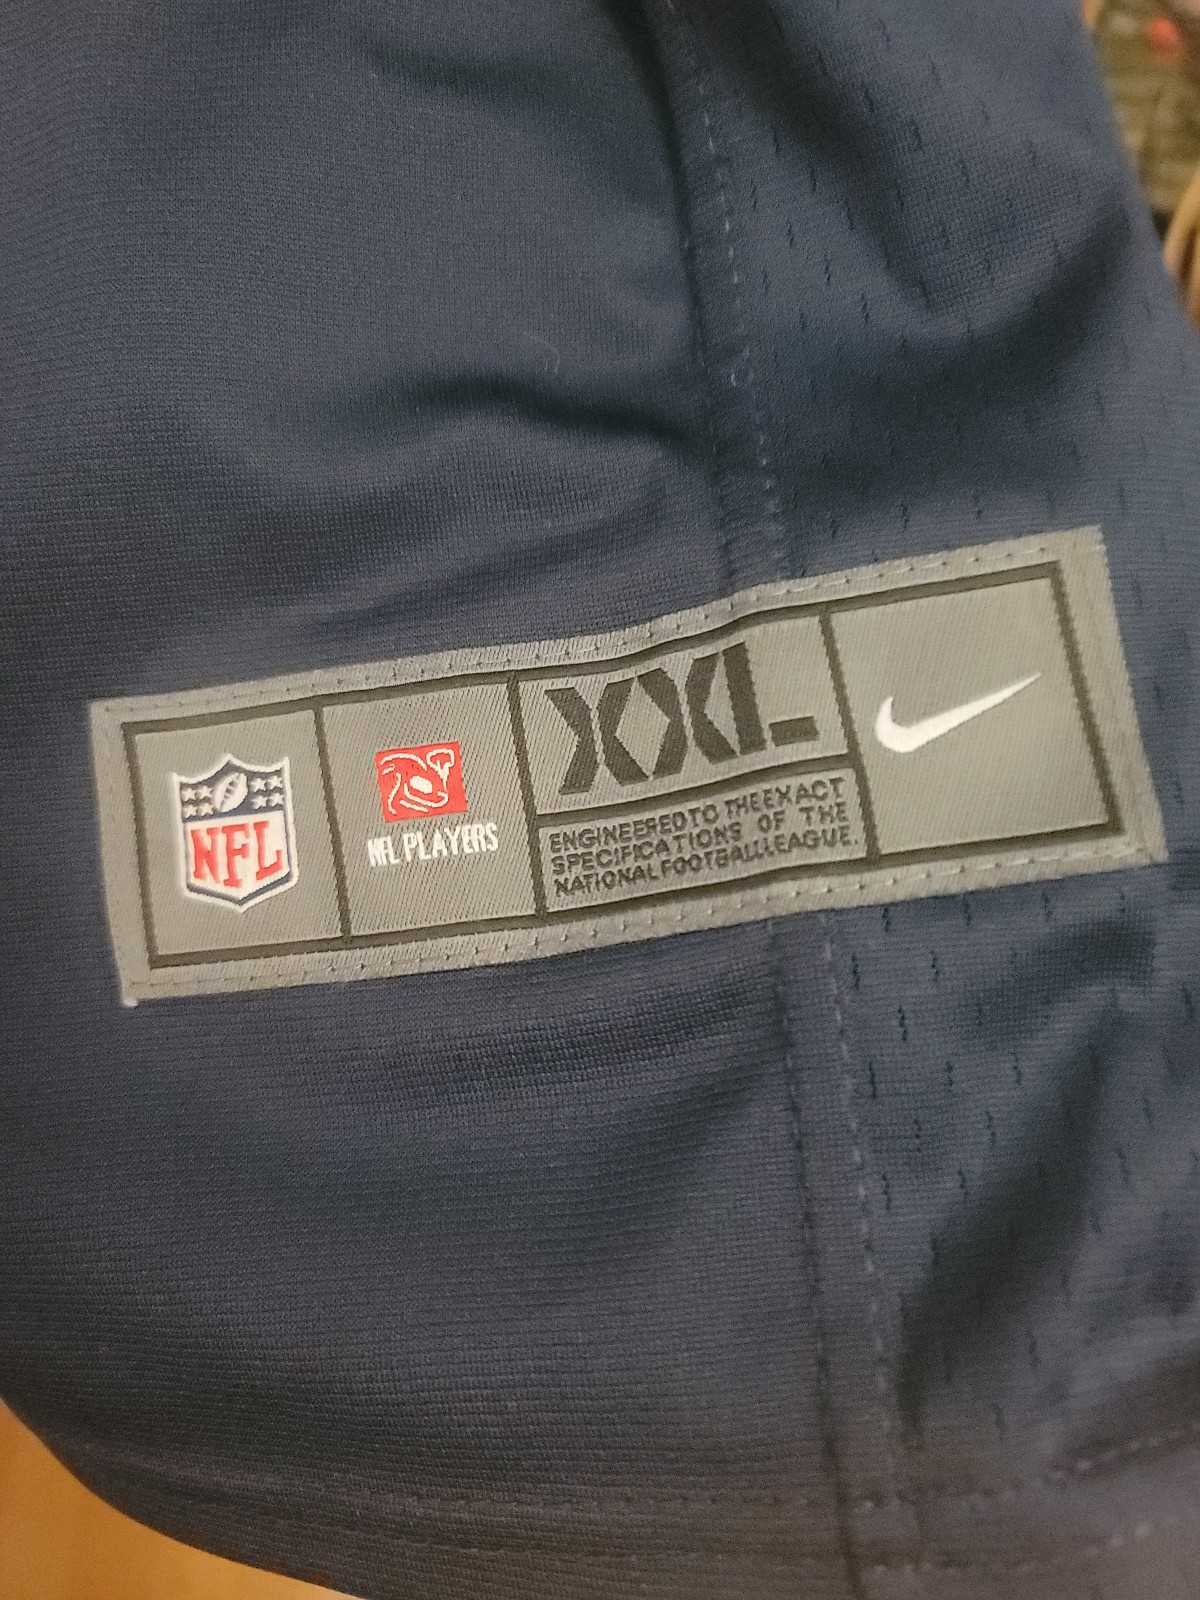 NFL
NFL PLAYERS
XXL
ENGINEERED TO THE EXACT
SPECIFICATIONS OF THE
NATIONAL FOOTBALL LEAGUE.